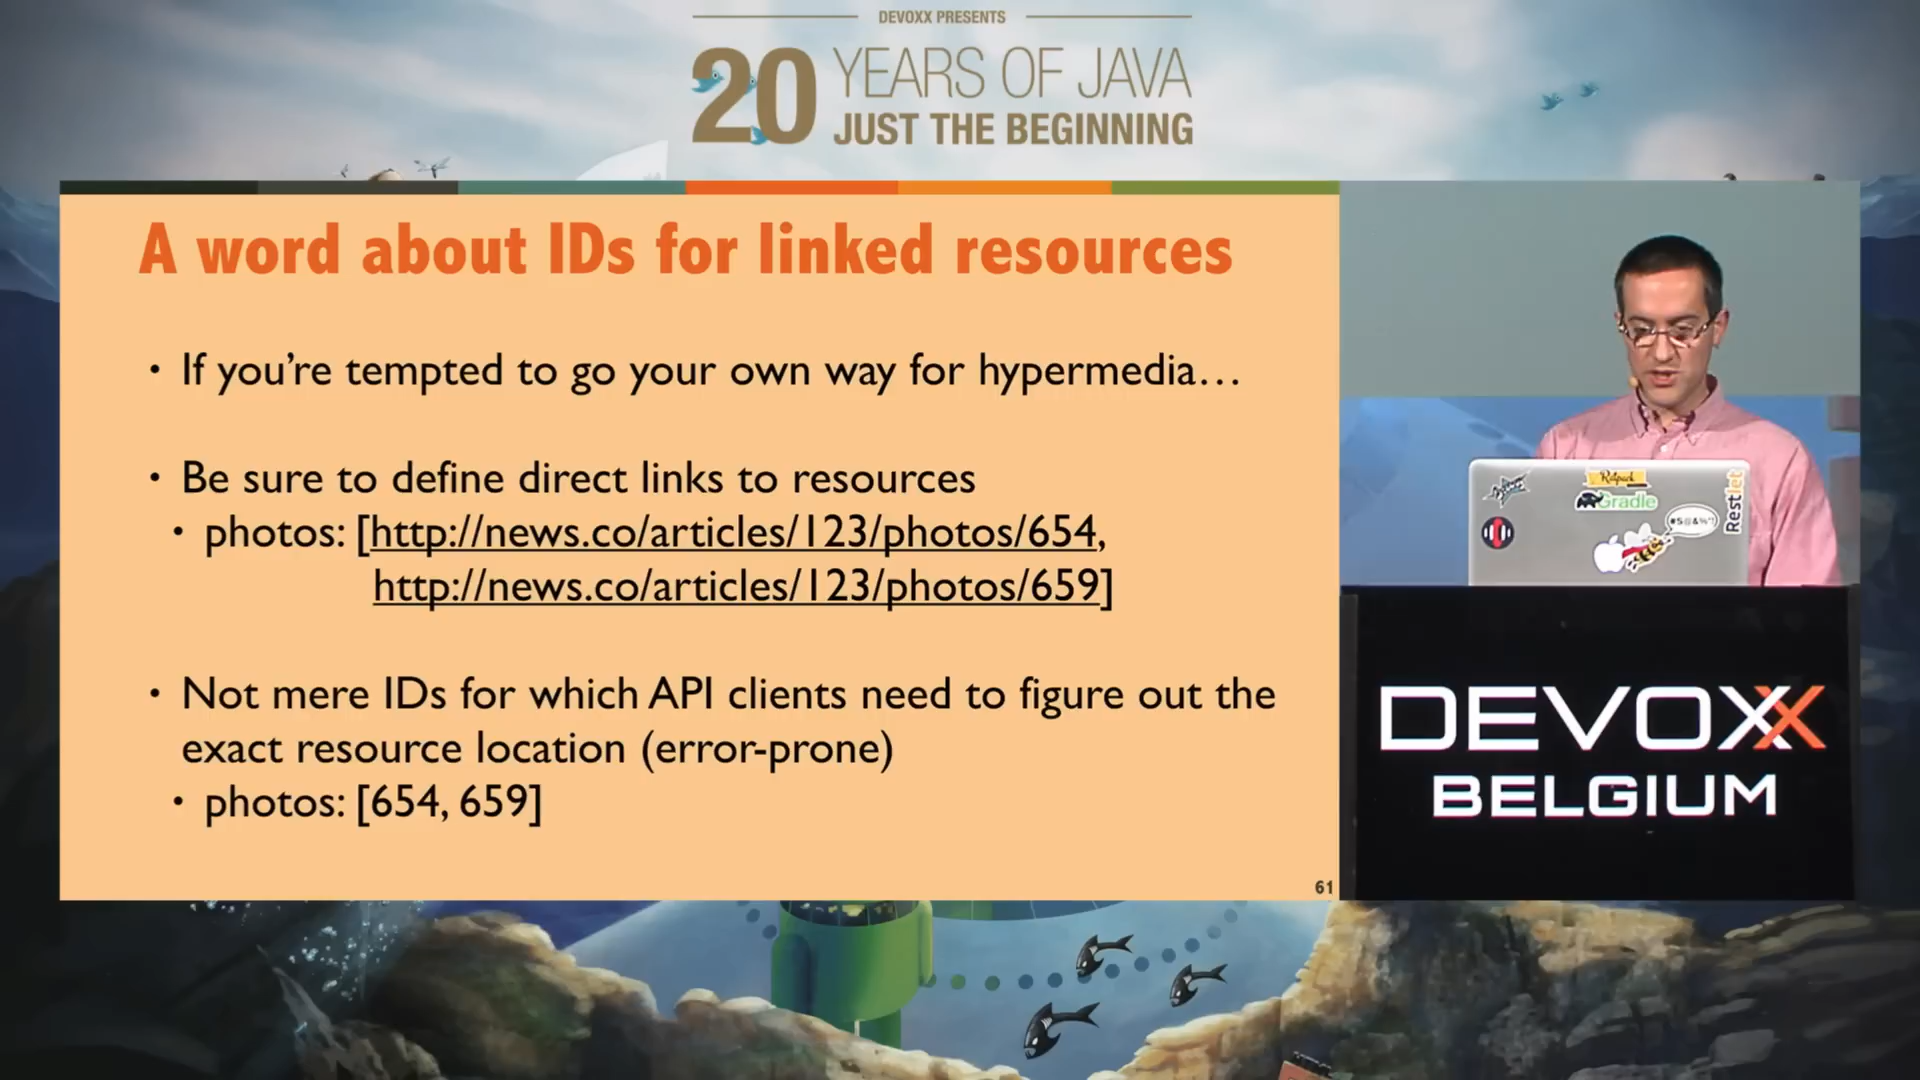 DEVOXX PRESENTS
20 YEARS OF JAVA
JUST THE BEGINNING
A word about IDs for linked resources
• If you’re tempted to go your own way for hypermedia…
• Be sure to define direct links to resources
• photos: [http://news.co/articles/123/photos/654,
http://news.co/articles/123/photos/659]
• Not mere IDs for which API clients need to figure out the
exact resource location (error-prone)
• photos: [654, 659]
61
Ratpack
Gradle
#$@&%*!
Restlet
DEVOXX
BELGIUM